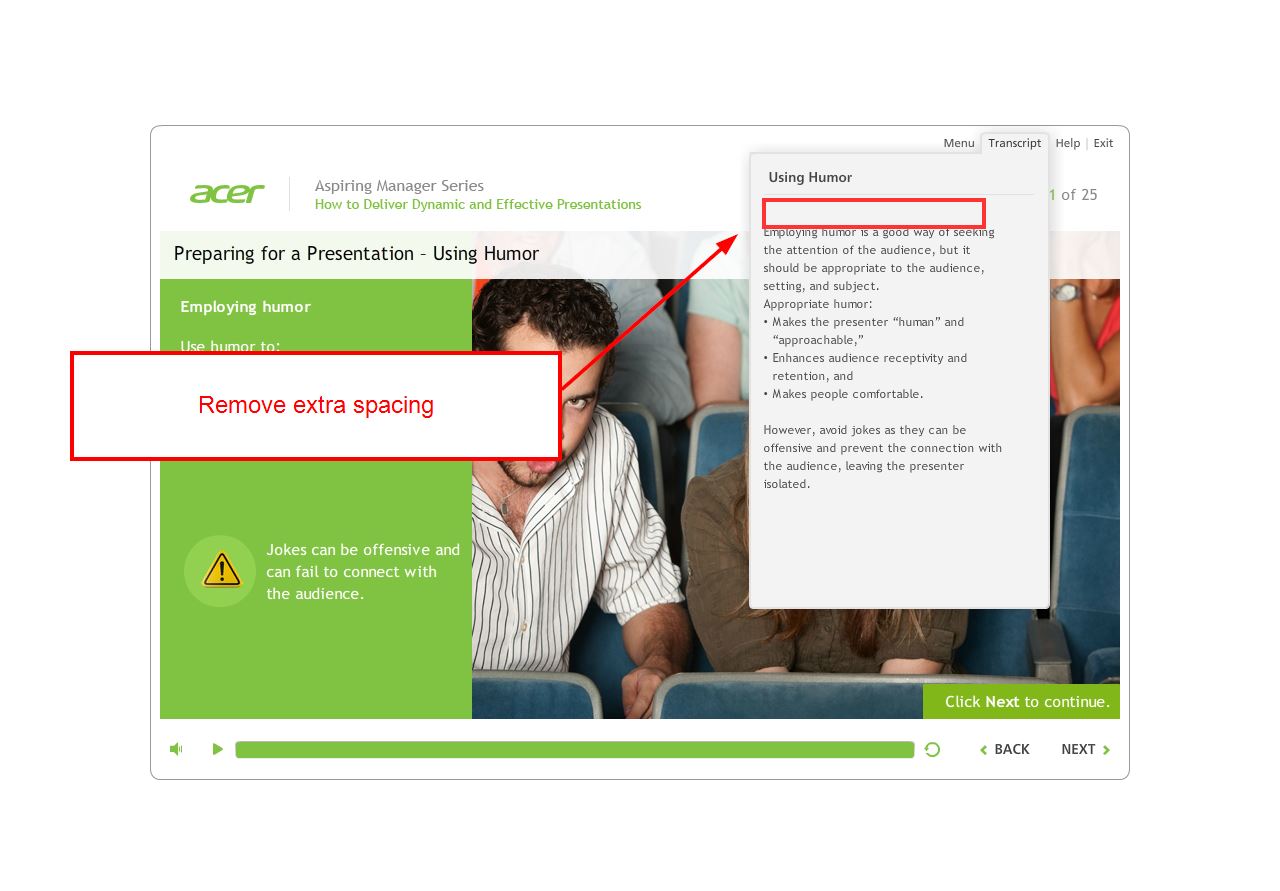 Menu
Transcript
Help
Exit
acer
Aspiring Manager Series
How to Deliver Dynamic and Effective Presentations
1 of 25
Preparing for a Presentation – Using Humor
Employing humor
Use humor to:
Remove extra spacing
Jokes can be offensive and
can fail to connect with
the audience.
Using Humor
Employing humor is a good way of seeking
the attention of the audience, but it
should be appropriate to the audience,
setting, and subject.
Appropriate humor:
• Makes the presenter “human” and
“approachable,”
• Enhances audience receptivity and
retention, and
• Makes people comfortable.
However, avoid jokes as they can be
offensive and prevent the connection with
the audience, leaving the presenter
isolated.
Click Next to continue.
BACK
NEXT